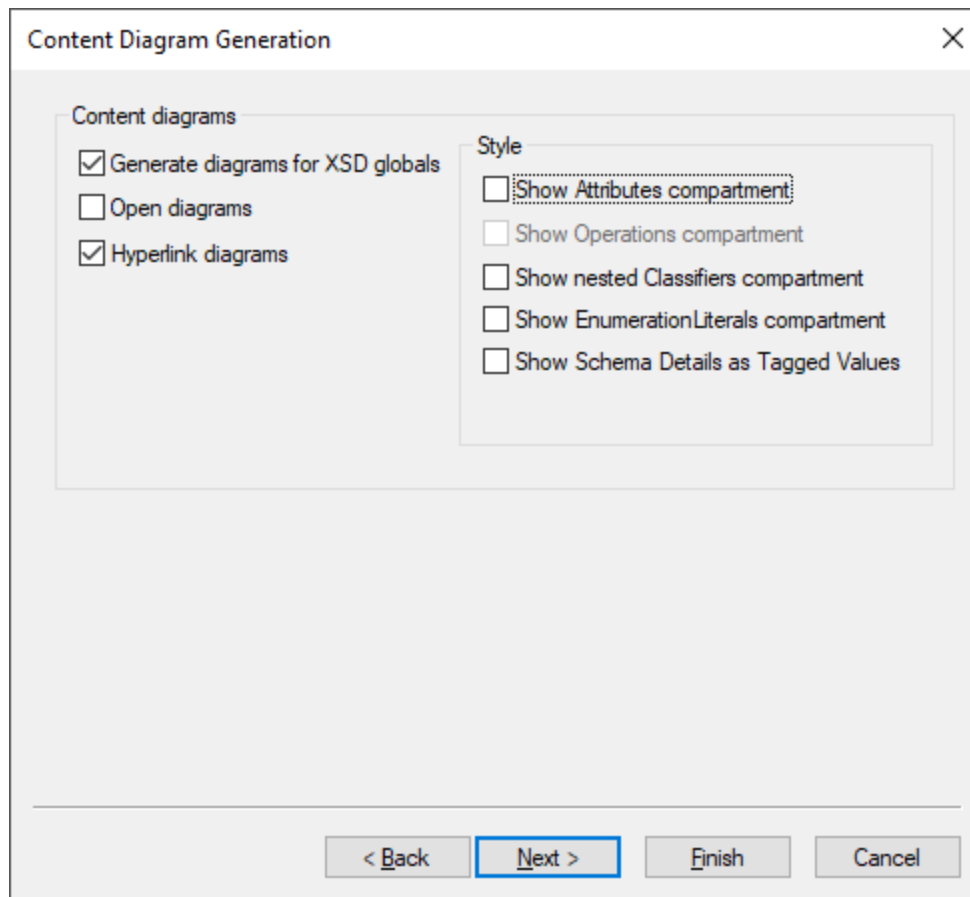 Content Diagram Generation
Content diagrams
Generate diagrams for XSD globals
Open diagrams
Hyperlink diagrams
Style
Show Attributes compartment
Show Operations compartment
Show nested Classifiers compartment
Show EnumerationLiterals compartment
Show Schema Details as Tagged Values
< Back Next > Finish Cancel